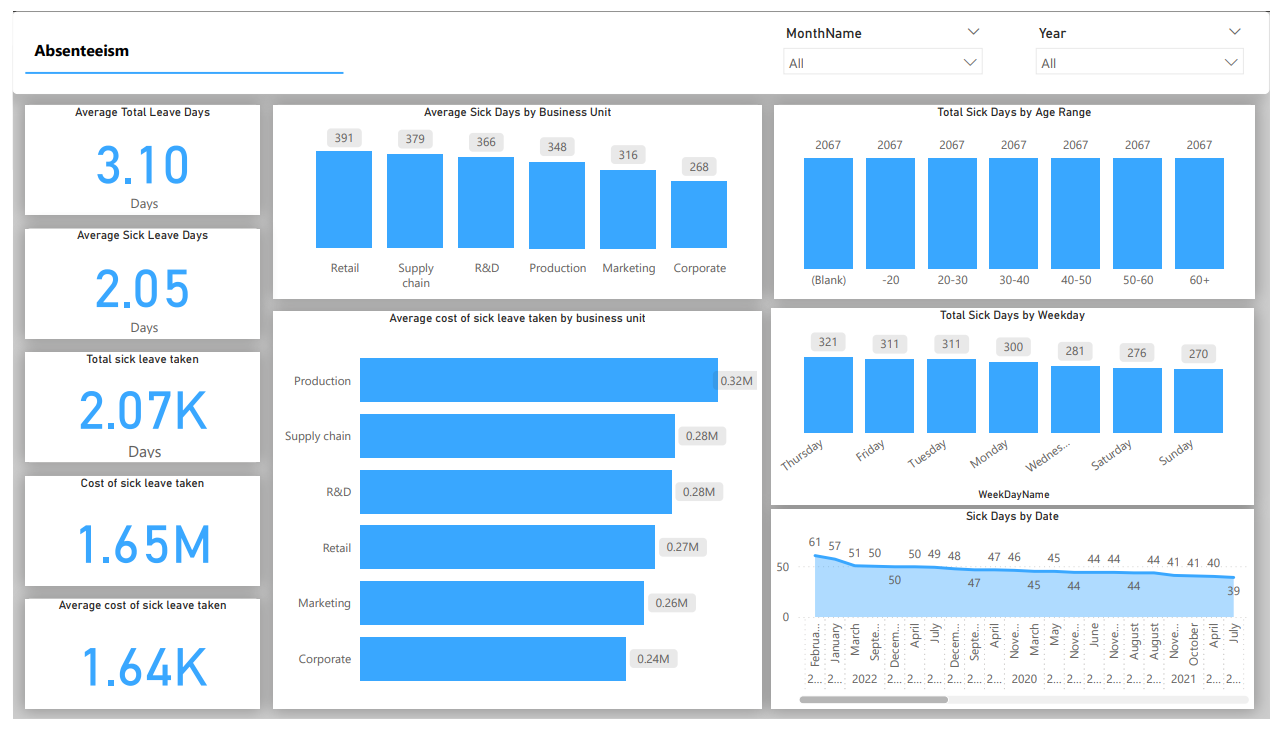 Absenteeism
MonthName
All
Year
All
Average Total Leave Days
3.10
Days
Average Sick Leave Days
2.05
Days
Total sick leave taken
2.07K
Days
Cost of sick leave taken
1.65M
Average cost of sick leave taken
1.64K
Average Sick Days by Business Unit
391 379 366 348 316 268
Retail Supply chain R&D Production Marketing Corporate
Average cost of sick leave taken by business unit
Production 0.32M
Supply chain 0.28M
R&D 0.28M
Retail 0.27M
Marketing 0.26M
Corporate 0.24M
Total Sick Days by Age Range
2067 2067 2067 2067 2067 2067 2067
(Blank) -20 20-30 30-40 40-50 50-60 60+
Total Sick Days by Weekday
321 311 311 300 281 276 270
Thursday Friday Tuesday Monday Wednes... Saturday Sunday
WeekDayName
Sick Days by Date
61 57 51 50 50 50 49 48 47 47 46 45 45 44 44 44 44 44 41 41 40 39
50
0
Februa... January March Septe... Decem... April July Decem... Septe... April Nove... March May Nove... June Nove... August August Nove... October April July
2... 2... 2022 2... 2... 2... 2... 2... 2... 2020 2... 2... 2... 2... 2... 2... 2021 2... 2...